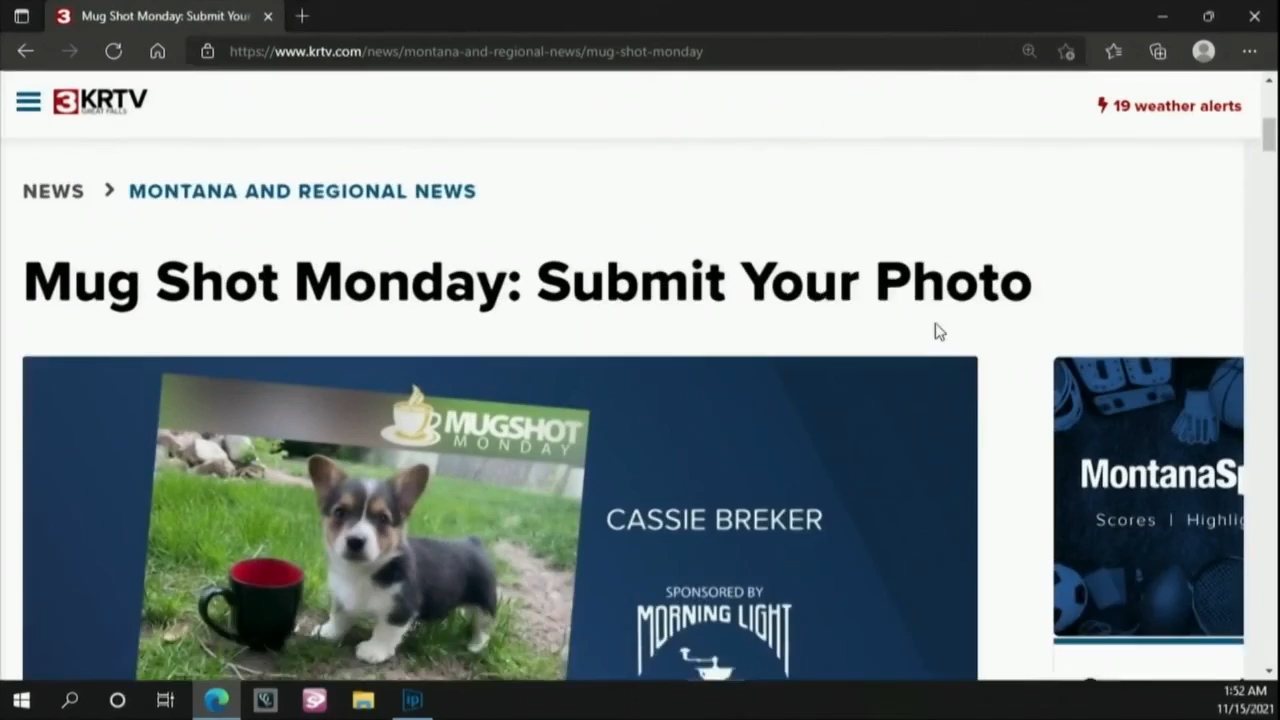 Mug Shot Monday: Submit Your
https://www.krtv.com/news/montana-and-regional-news/mug-shot-monday
3 KRTV
GREAT FALLS
19 weather alerts
NEWS > MONTANA AND REGIONAL NEWS
Mug Shot Monday: Submit Your Photo
MUGSHOT
MONDAY
CASSIE BREKER
SPONSORED BY
MORNING LIGHT
MontanaSp
Scores | Highlig
1:52 AM
11/15/2021